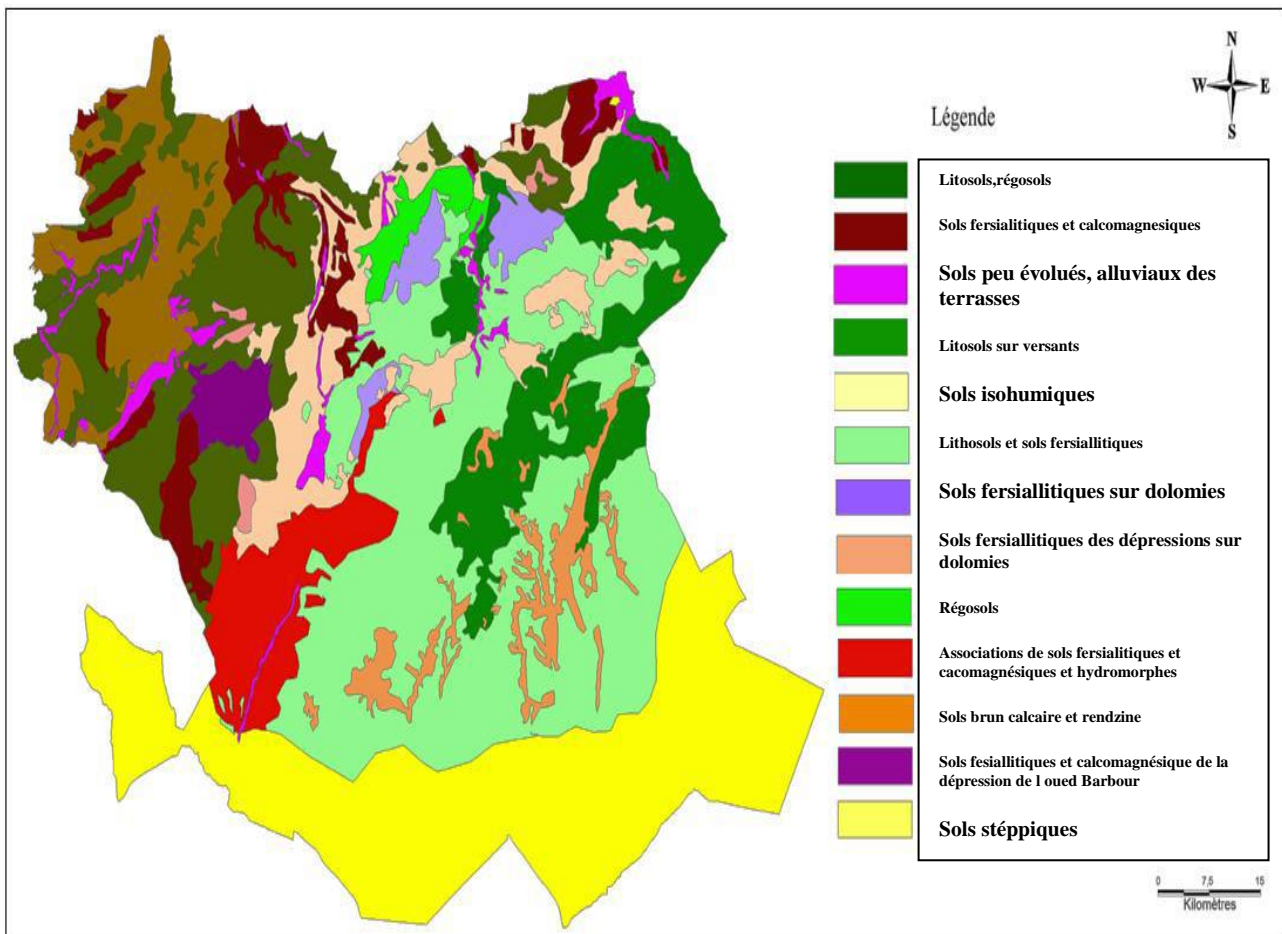 N
W E
S
Légende
Litosols,régosols
Sols fersialitiques et calcomagnesiques
Sols peu évolués, alluviaux des
terrasses
Litosols sur versants
Sols isohumiques
Lithosols et sols fersiallitiques
Sols fersiallitiques sur dolomies
Sols fersiallitiques des dépressions sur
dolomies
Régosols
Associations de sols fersialitiques et
cacomagnésiques et hydromorphes
Sols brun calcaire et rendzine
Sols fesiallitiques et calcomagnésique de la
dépression de l oued Barbour
Sols stéppiques
0 7,5 15
Kilomètres